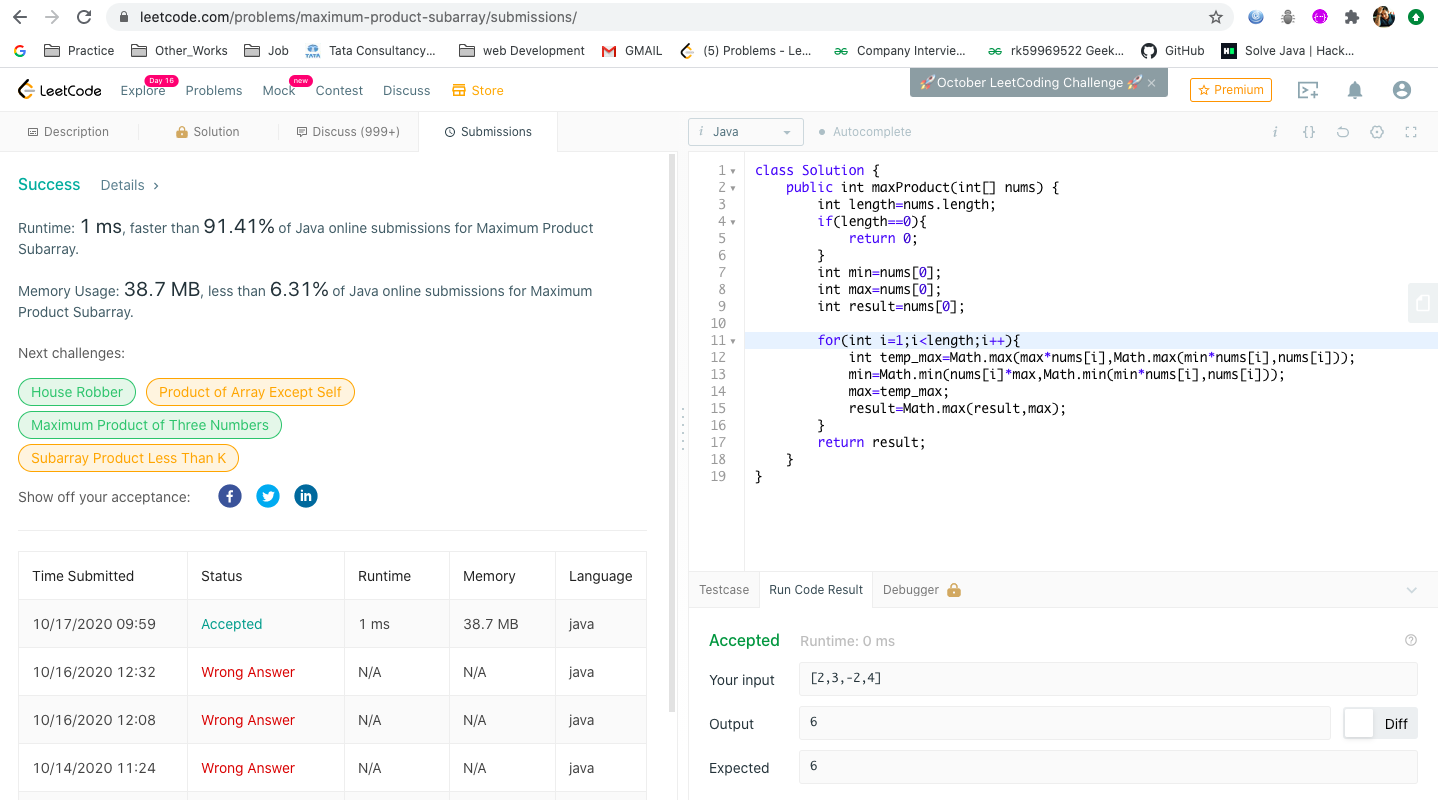 leetcode.com/problems/maximum-product-subarray/submissions/
Practice Other_Works Job TATA Tata Consultancy... web Development GMAIL (5) Problems - Le... Company Intervie... rk59969522 Geek... GitHub Solve Java | Hack...
LeetCode Explore Day 16 Problems Mock new Contest Discuss Store 🚀October LeetCoding Challenge 🚀 × Premium
Description Solution Discuss (999+) Submissions
i Java Autocomplete i {}
Success Details >
Runtime: 1 ms, faster than 91.41% of Java online submissions for Maximum Product
Subarray.
Memory Usage: 38.7 MB, less than 6.31% of Java online submissions for Maximum
Product Subarray.
Next challenges:
House Robber Product of Array Except Self
Maximum Product of Three Numbers
Subarray Product Less Than K
Show off your acceptance: f in
Time Submitted Status Runtime Memory Language
10/17/2020 09:59 Accepted 1 ms 38.7 MB java
10/16/2020 12:32 Wrong Answer N/A N/A java
10/16/2020 12:08 Wrong Answer N/A N/A java
10/14/2020 11:24 Wrong Answer N/A N/A java
1 class Solution {
2 public int maxProduct(int[] nums) {
3 int length=nums.length;
4 if(length==0){
5 return 0;
6 }
7 int min=nums[0];
8 int max=nums[0];
9 int result=nums[0];
10
11 for(int i=1;i<length;i++){
12 int temp_max=Math.max(max*nums[i],Math.max(min*nums[i],nums[i]));
13 min=Math.min(nums[i]*max,Math.min(min*nums[i],nums[i]));
14 max=temp_max;
15 result=Math.max(result,max);
16 }
17 return result;
18 }
19 }
Testcase Run Code Result Debugger
Accepted Runtime: 0 ms
Your input [2,3,-2,4]
Output 6 Diff
Expected 6